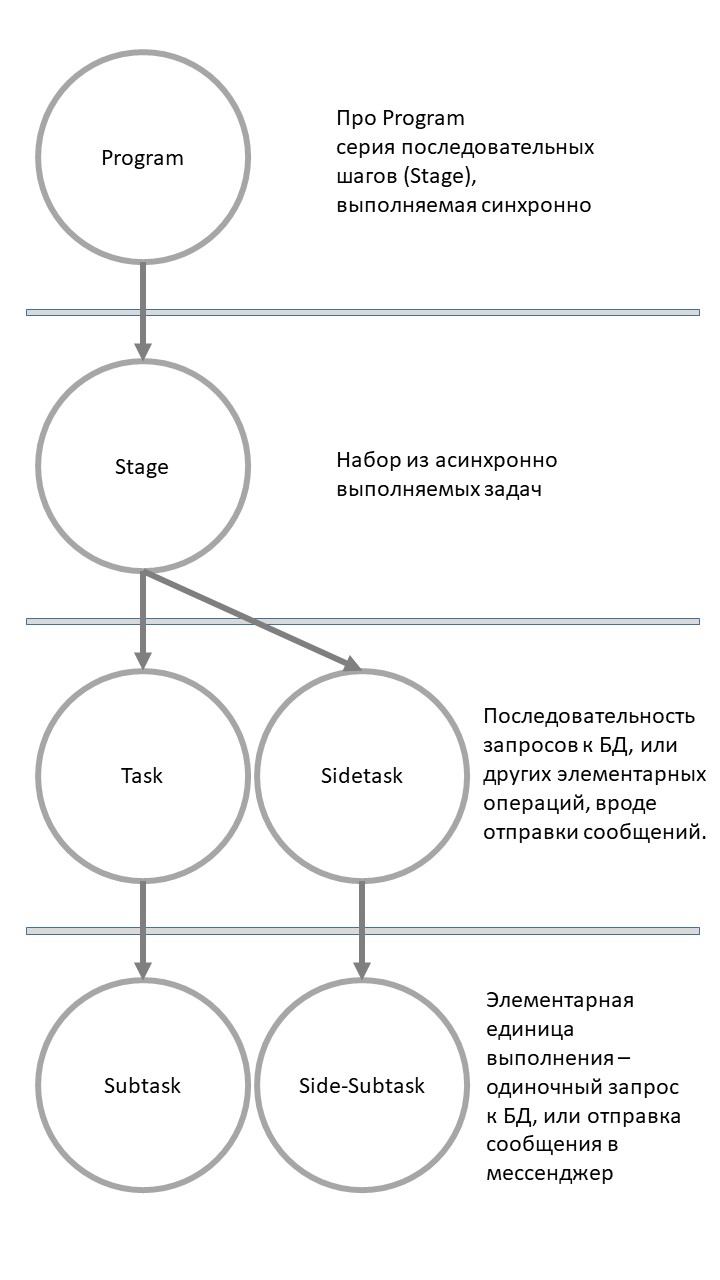 Program
Про Program
серия последовательных
шагов (Stage),
выполняемая синхронно
Stage
Набор из асинхронно
выполняемых задач
Task
Sidetask
Последовательность
запросов к БД, или
других элементарных
операций, вроде
отправки сообщений.
Subtask
Side-Subtask
Элементарная
единица
выполнения –
одиночный запрос
к БД, или отправка
сообщения в
мессенджер